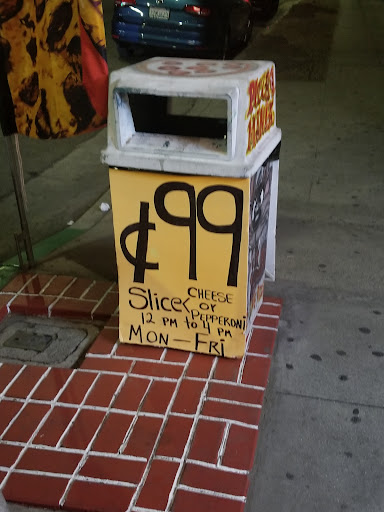 ¢99
Slice < CHEESE
or
PEPPERONI
12 PM to 4 PM
MON — FRi